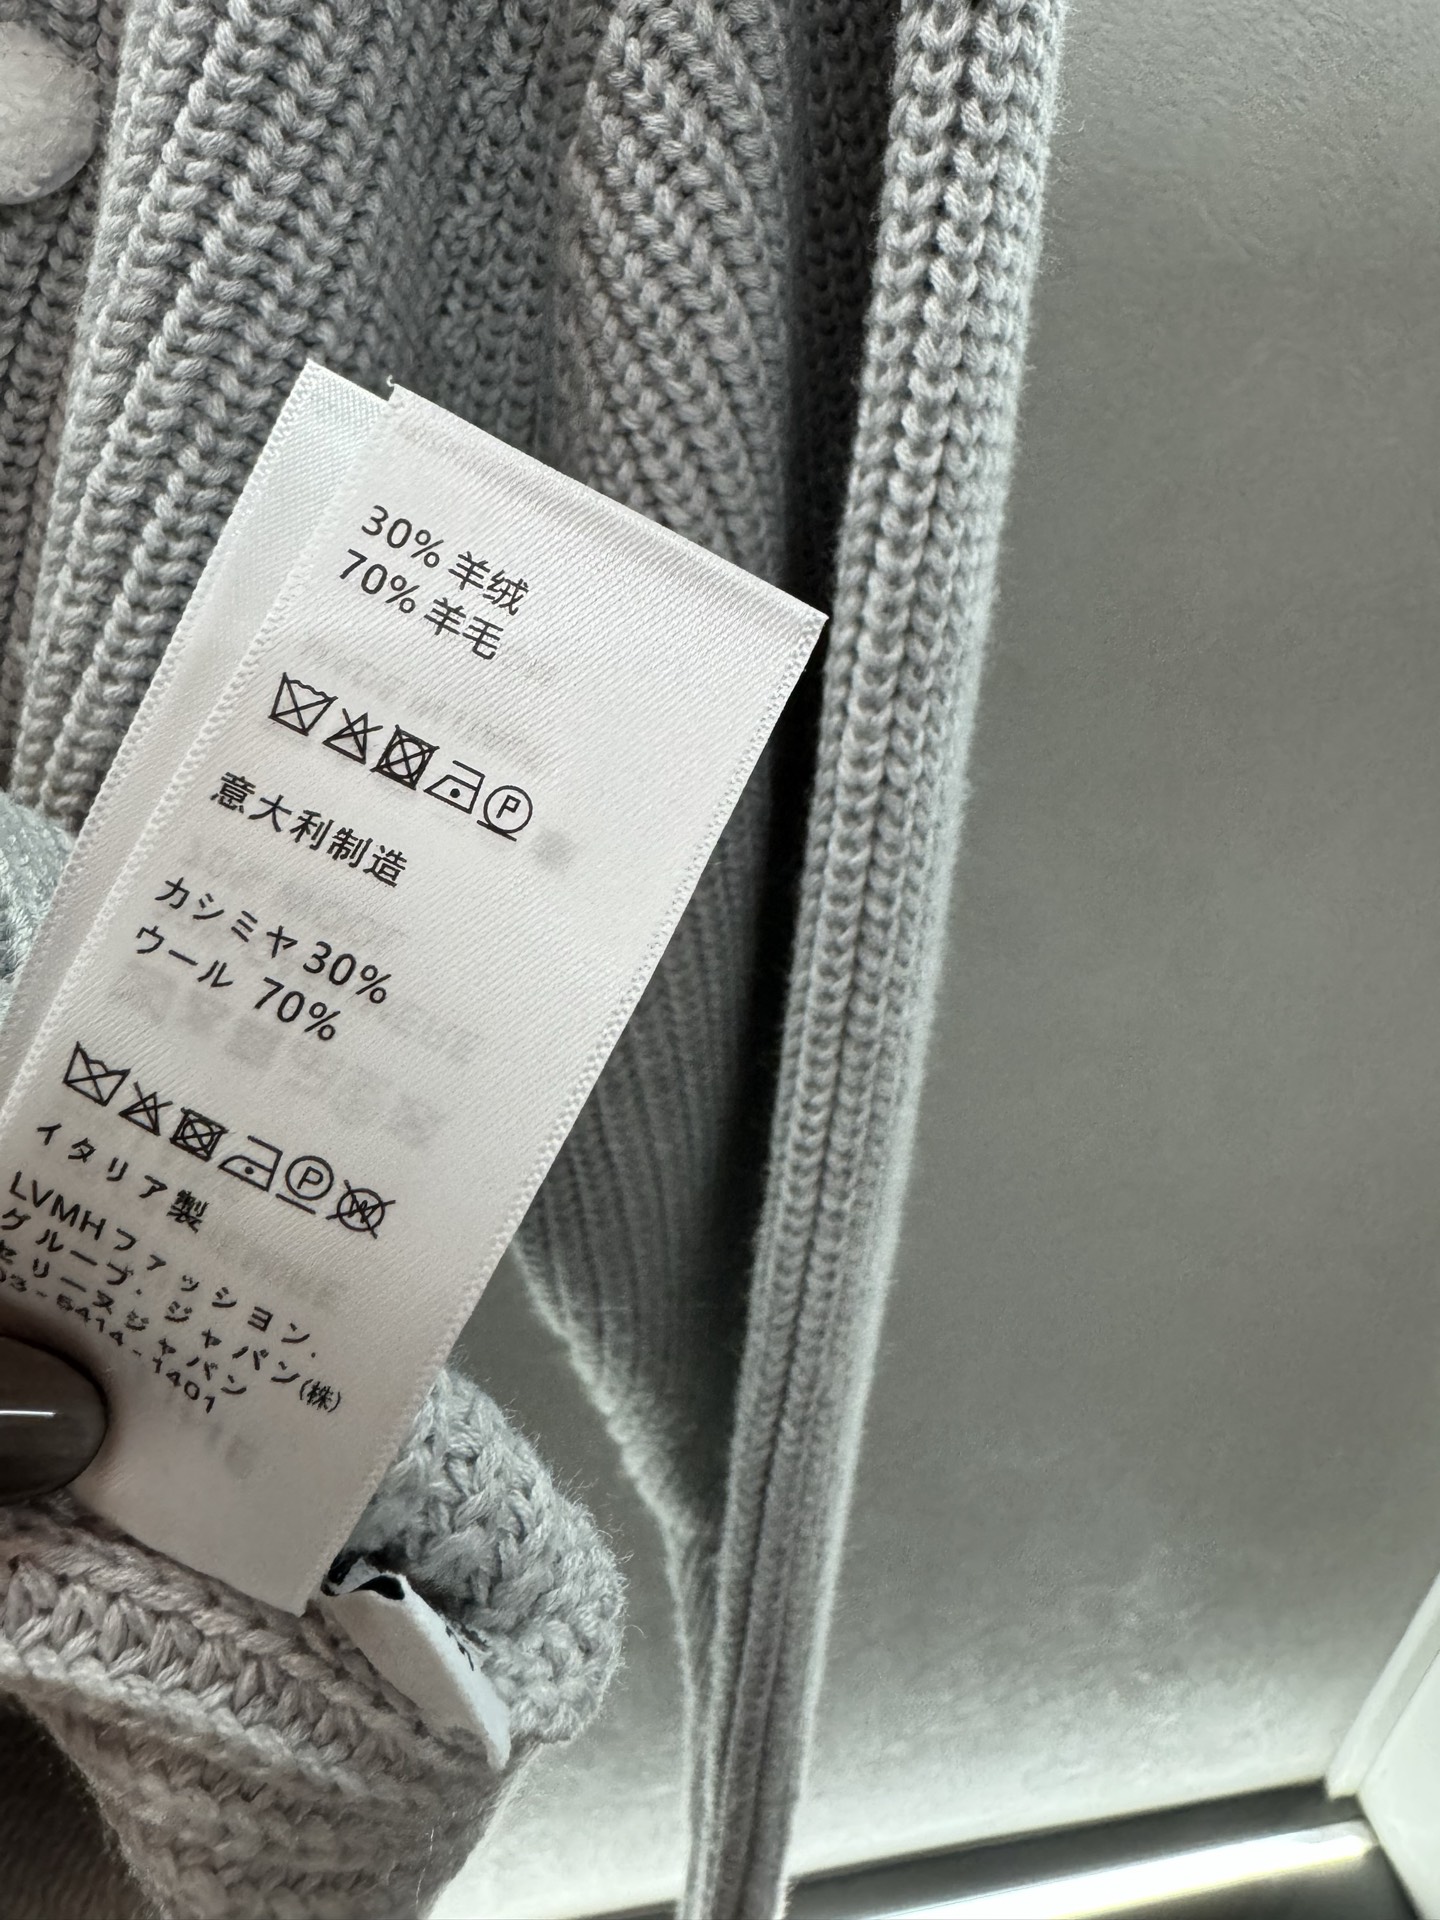 30% 羊绒
70% 羊毛
P
意大利制造
カシミヤ 30%
ウール 70%
P W
イタリア製
LVMHファッション.
グループ.ジャパン(株)
セリーヌジャパン
03-5414-1401